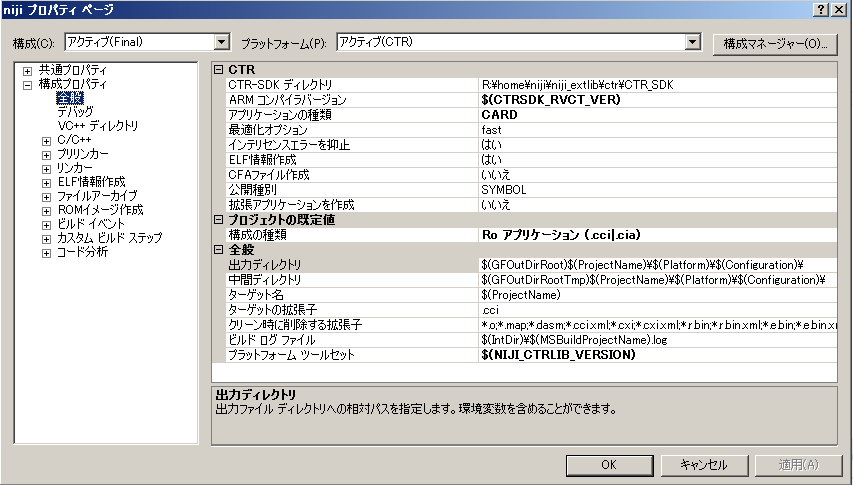 niji プロパティ ページ
構成(C): アクティブ(Final) プラットフォーム(P): アクティブ(CTR) 構成マネージャー(O)...
共通プロパティ
構成プロパティ
全般
デバッグ
VC++ ディレクトリ
C/C++
プリリンカー
リンカー
ELF情報作成
ファイルアーカイブ
ROMイメージ作成
ビルド イベント
カスタム ビルド ステップ
コード分析
CTR
CTR-SDK ディレクトリ R:¥home¥niji¥niji_extlib¥ctr¥CTR_SDK
ARM コンパイラバージョン $(CTRSDK_RVCT_VER)
アプリケーションの種類 CARD
最適化オプション fast
インテリセンスエラーを抑止 はい
ELF情報作成 はい
CFAファイル作成 いいえ
公開種別 SYMBOL
拡張アプリケーションを作成 いいえ
プロジェクトの既定値
構成の種類 Ro アプリケーション (.cci|.cia)
全般
出力ディレクトリ $(GFOutDirRoot)$(ProjectName)¥$(Platform)¥$(Configuration)¥
中間ディレクトリ $(GFOutDirRootTmp)$(ProjectName)¥$(Platform)¥$(Configuration)¥
ターゲット名 $(ProjectName)
ターゲットの拡張子 .cci
クリーン時に削除する拡張子 *.o;*.map;*.dasm;*.cci.xml;*.cxi;*.cxi.xml;*.rbin;*.rbin.xml;*.ebin;*.ebin.xn
ビルド ログ ファイル $(IntDir)¥$(MSBuildProjectName).log
プラットフォーム ツールセット $(NIJI_CTRLIB_VERSION)
出力ディレクトリ
出力ファイル ディレクトリへの相対パスを指定します。環境変数を含めることができます。
OK キャンセル 適用(A)